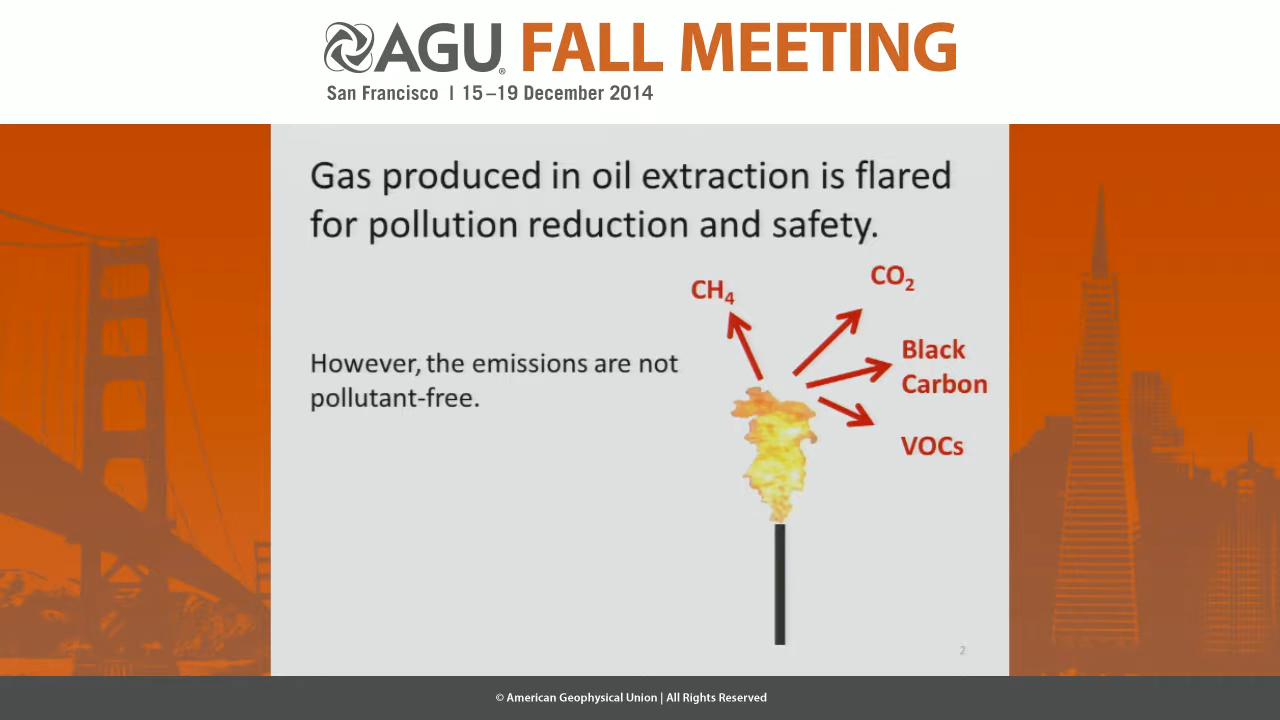 AGU® FALL MEETING
San Francisco | 15–19 December 2014
Gas produced in oil extraction is flared
for pollution reduction and safety.
CH₄
CO₂
However, the emissions are not
pollutant-free.
Black
Carbon
VOCs
2
© American Geophysical Union | All Rights Reserved